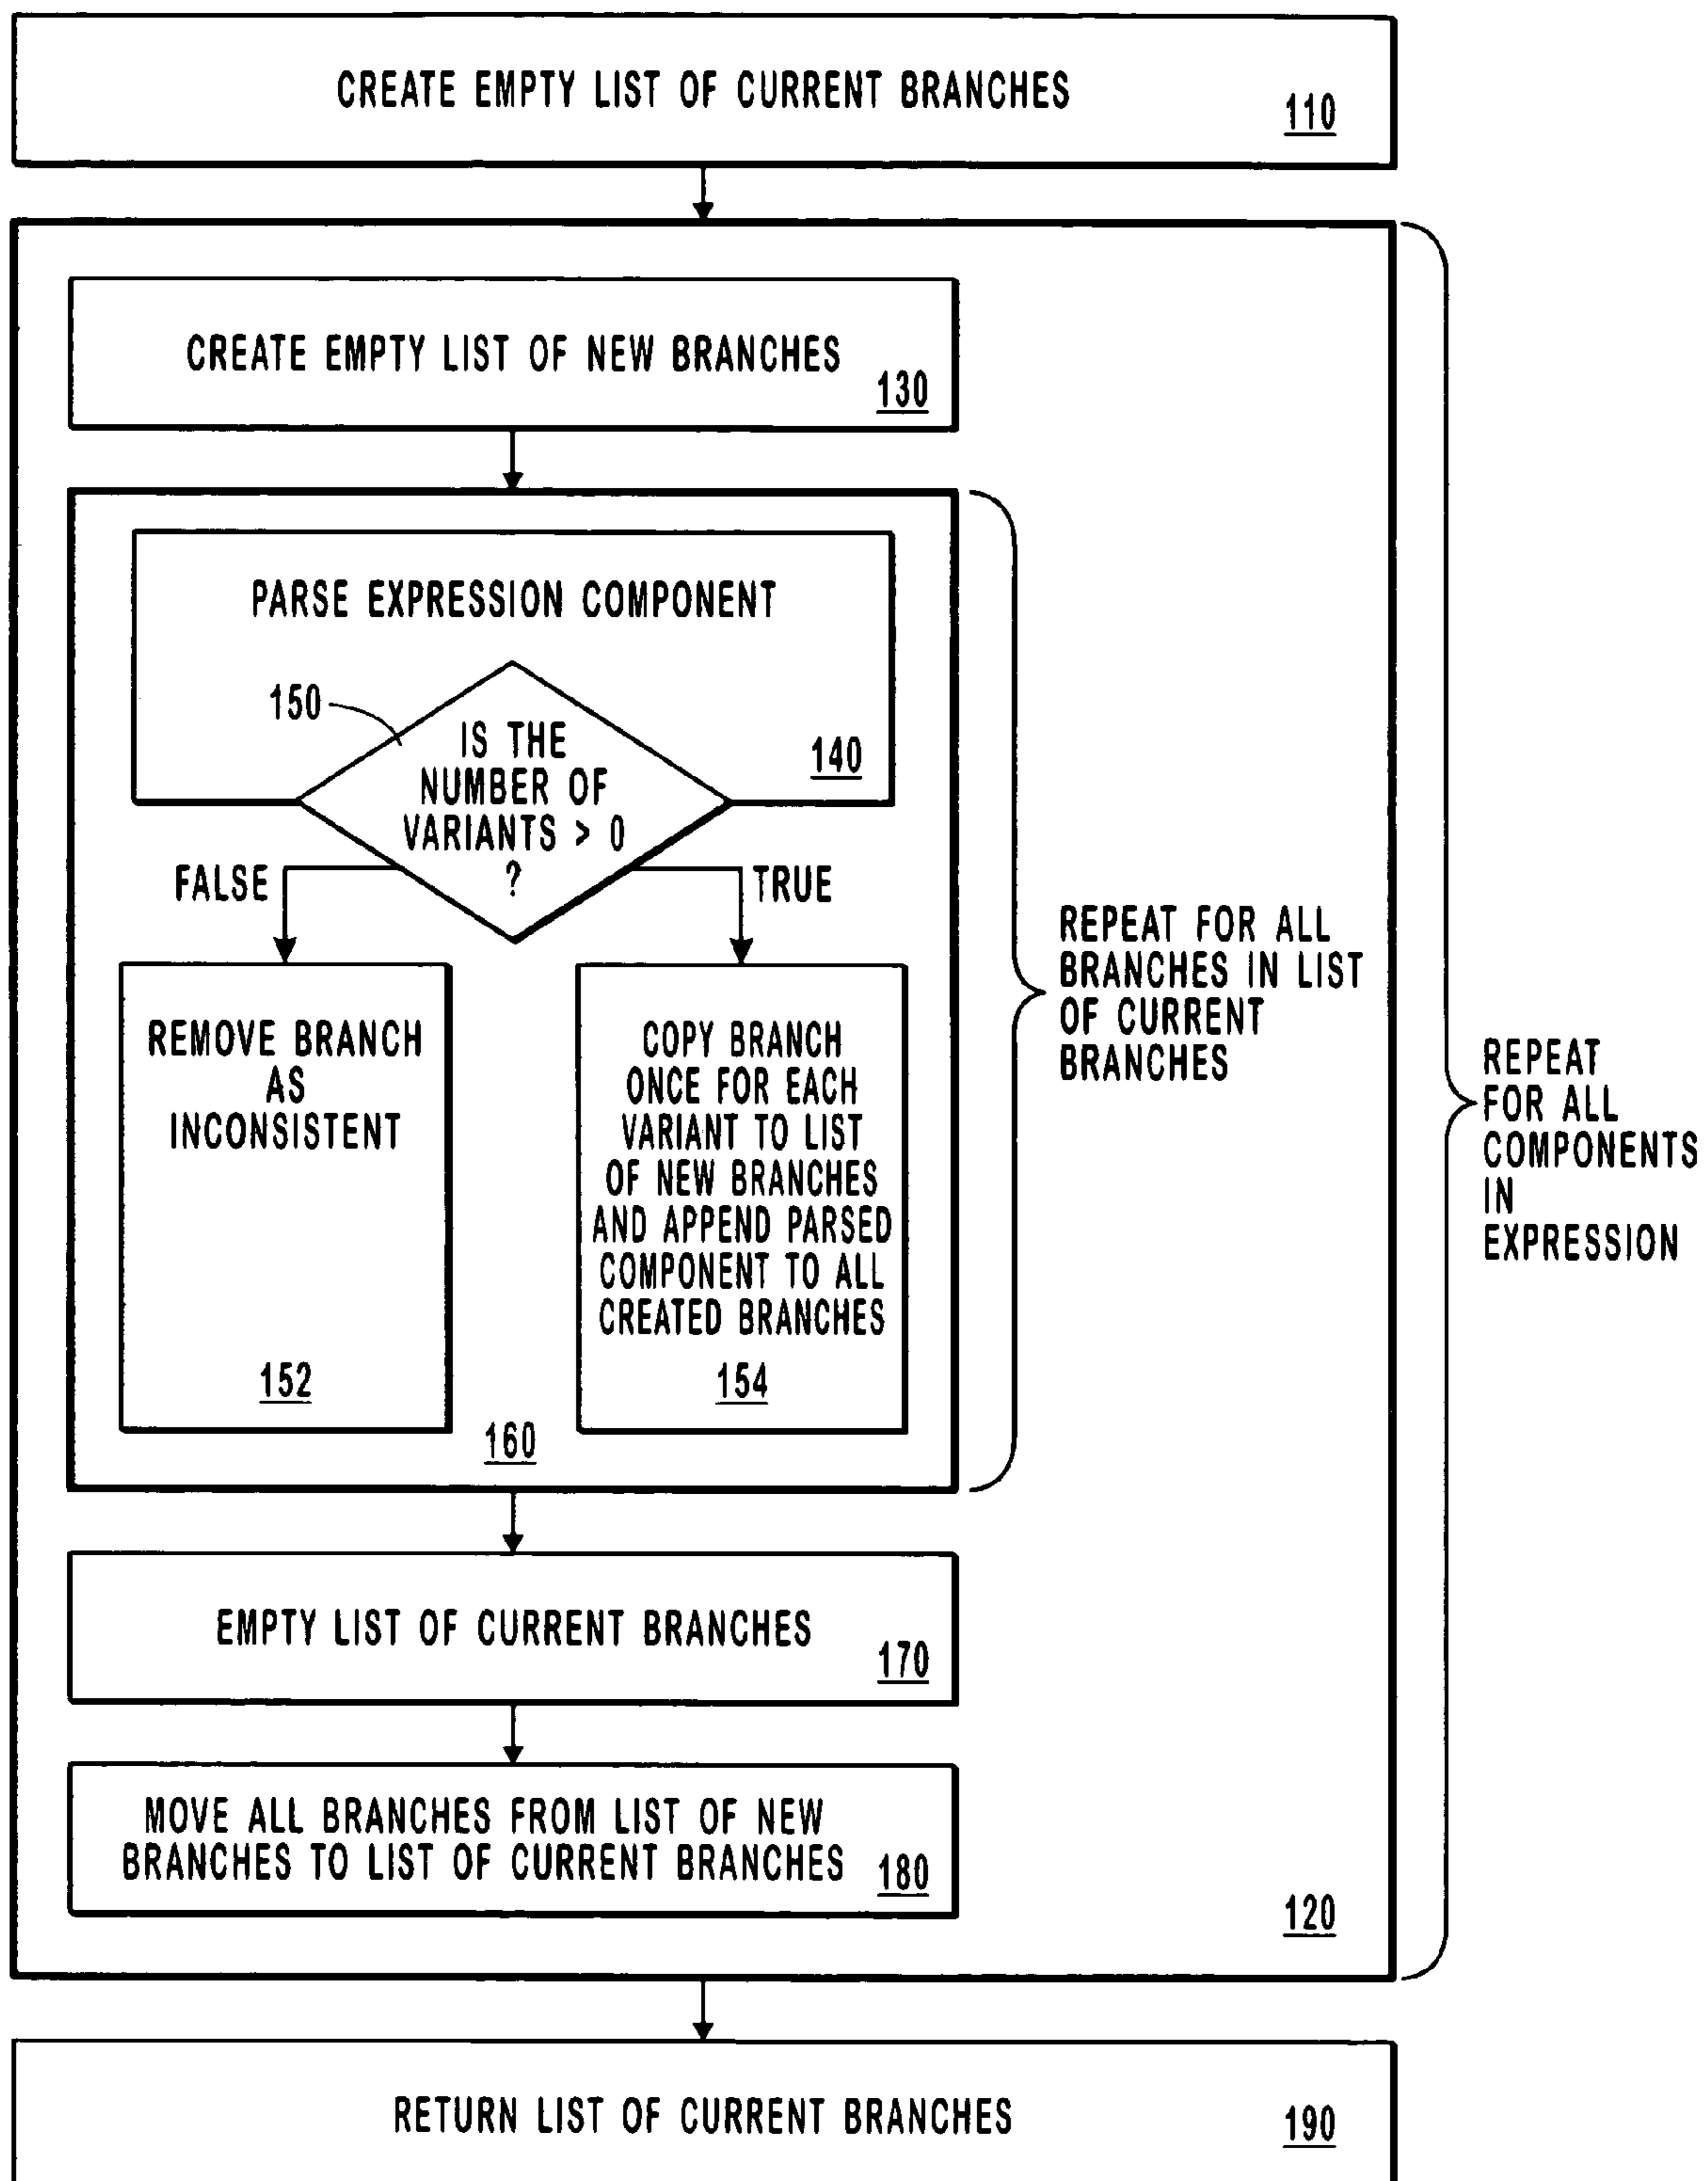 CREATE EMPTY LIST OF CURRENT BRANCHES
110
CREATE EMPTY LIST OF NEW BRANCHES
130
PARSE EXPRESSION COMPONENT
150
IS THE
NUMBER OF
VARIANTS > 0
?
140
FALSE
TRUE
REMOVE BRANCH
AS
INCONSISTENT
152
COPY BRANCH
ONCE FOR EACH
VARIANT TO LIST
OF NEW BRANCHES
AND APPEND PARSED
COMPONENT TO ALL
CREATED BRANCHES
154
160
REPEAT FOR ALL
BRANCHES IN LIST
OF CURRENT
BRANCHES
REPEAT
FOR ALL
COMPONENTS
IN
EXPRESSION
EMPTY LIST OF CURRENT BRANCHES
170
MOVE ALL BRANCHES FROM LIST OF NEW
BRANCHES TO LIST OF CURRENT BRANCHES
180
120
RETURN LIST OF CURRENT BRANCHES
190